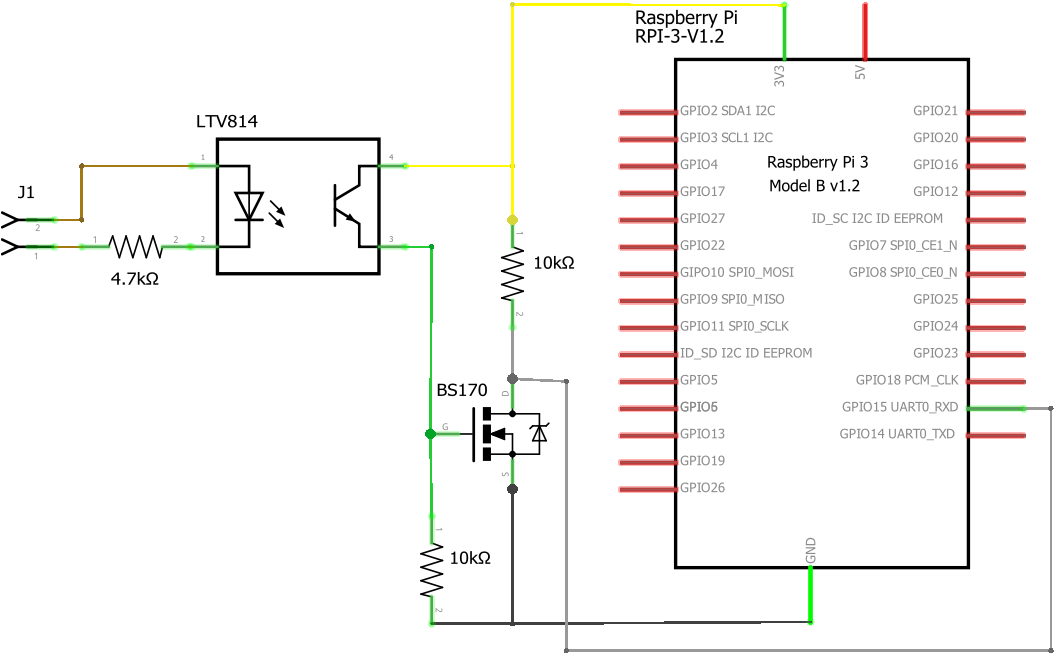 Raspberry Pi
RPI-3-V1.2
3V3
5V
LTV814
1
4
2
3
J1
2
1
1
2
4.7kΩ
1
10kΩ
2
BS170
D
G
S
1
10kΩ
2
Raspberry Pi 3
Model B v1.2
GPIO2 SDA1 I2C
GPIO3 SCL1 I2C
GPIO4
GPIO17
GPIO27
GPIO22
GIPO10 SPI0_MOSI
GPIO9 SPI0_MISO
GPIO11 SPI0_SCLK
ID_SD I2C ID EEPROM
GPIO5
GPIO6
GPIO13
GPIO19
GPIO26
GPIO21
GPIO20
GPIO16
GPIO12
ID_SC I2C ID EEPROM
GPIO7 SPI0_CE1_N
GPIO8 SPI0_CE0_N
GPIO25
GPIO24
GPIO23
GPIO18 PCM_CLK
GPIO15 UART0_RXD
GPIO14 UART0_TXD
GND